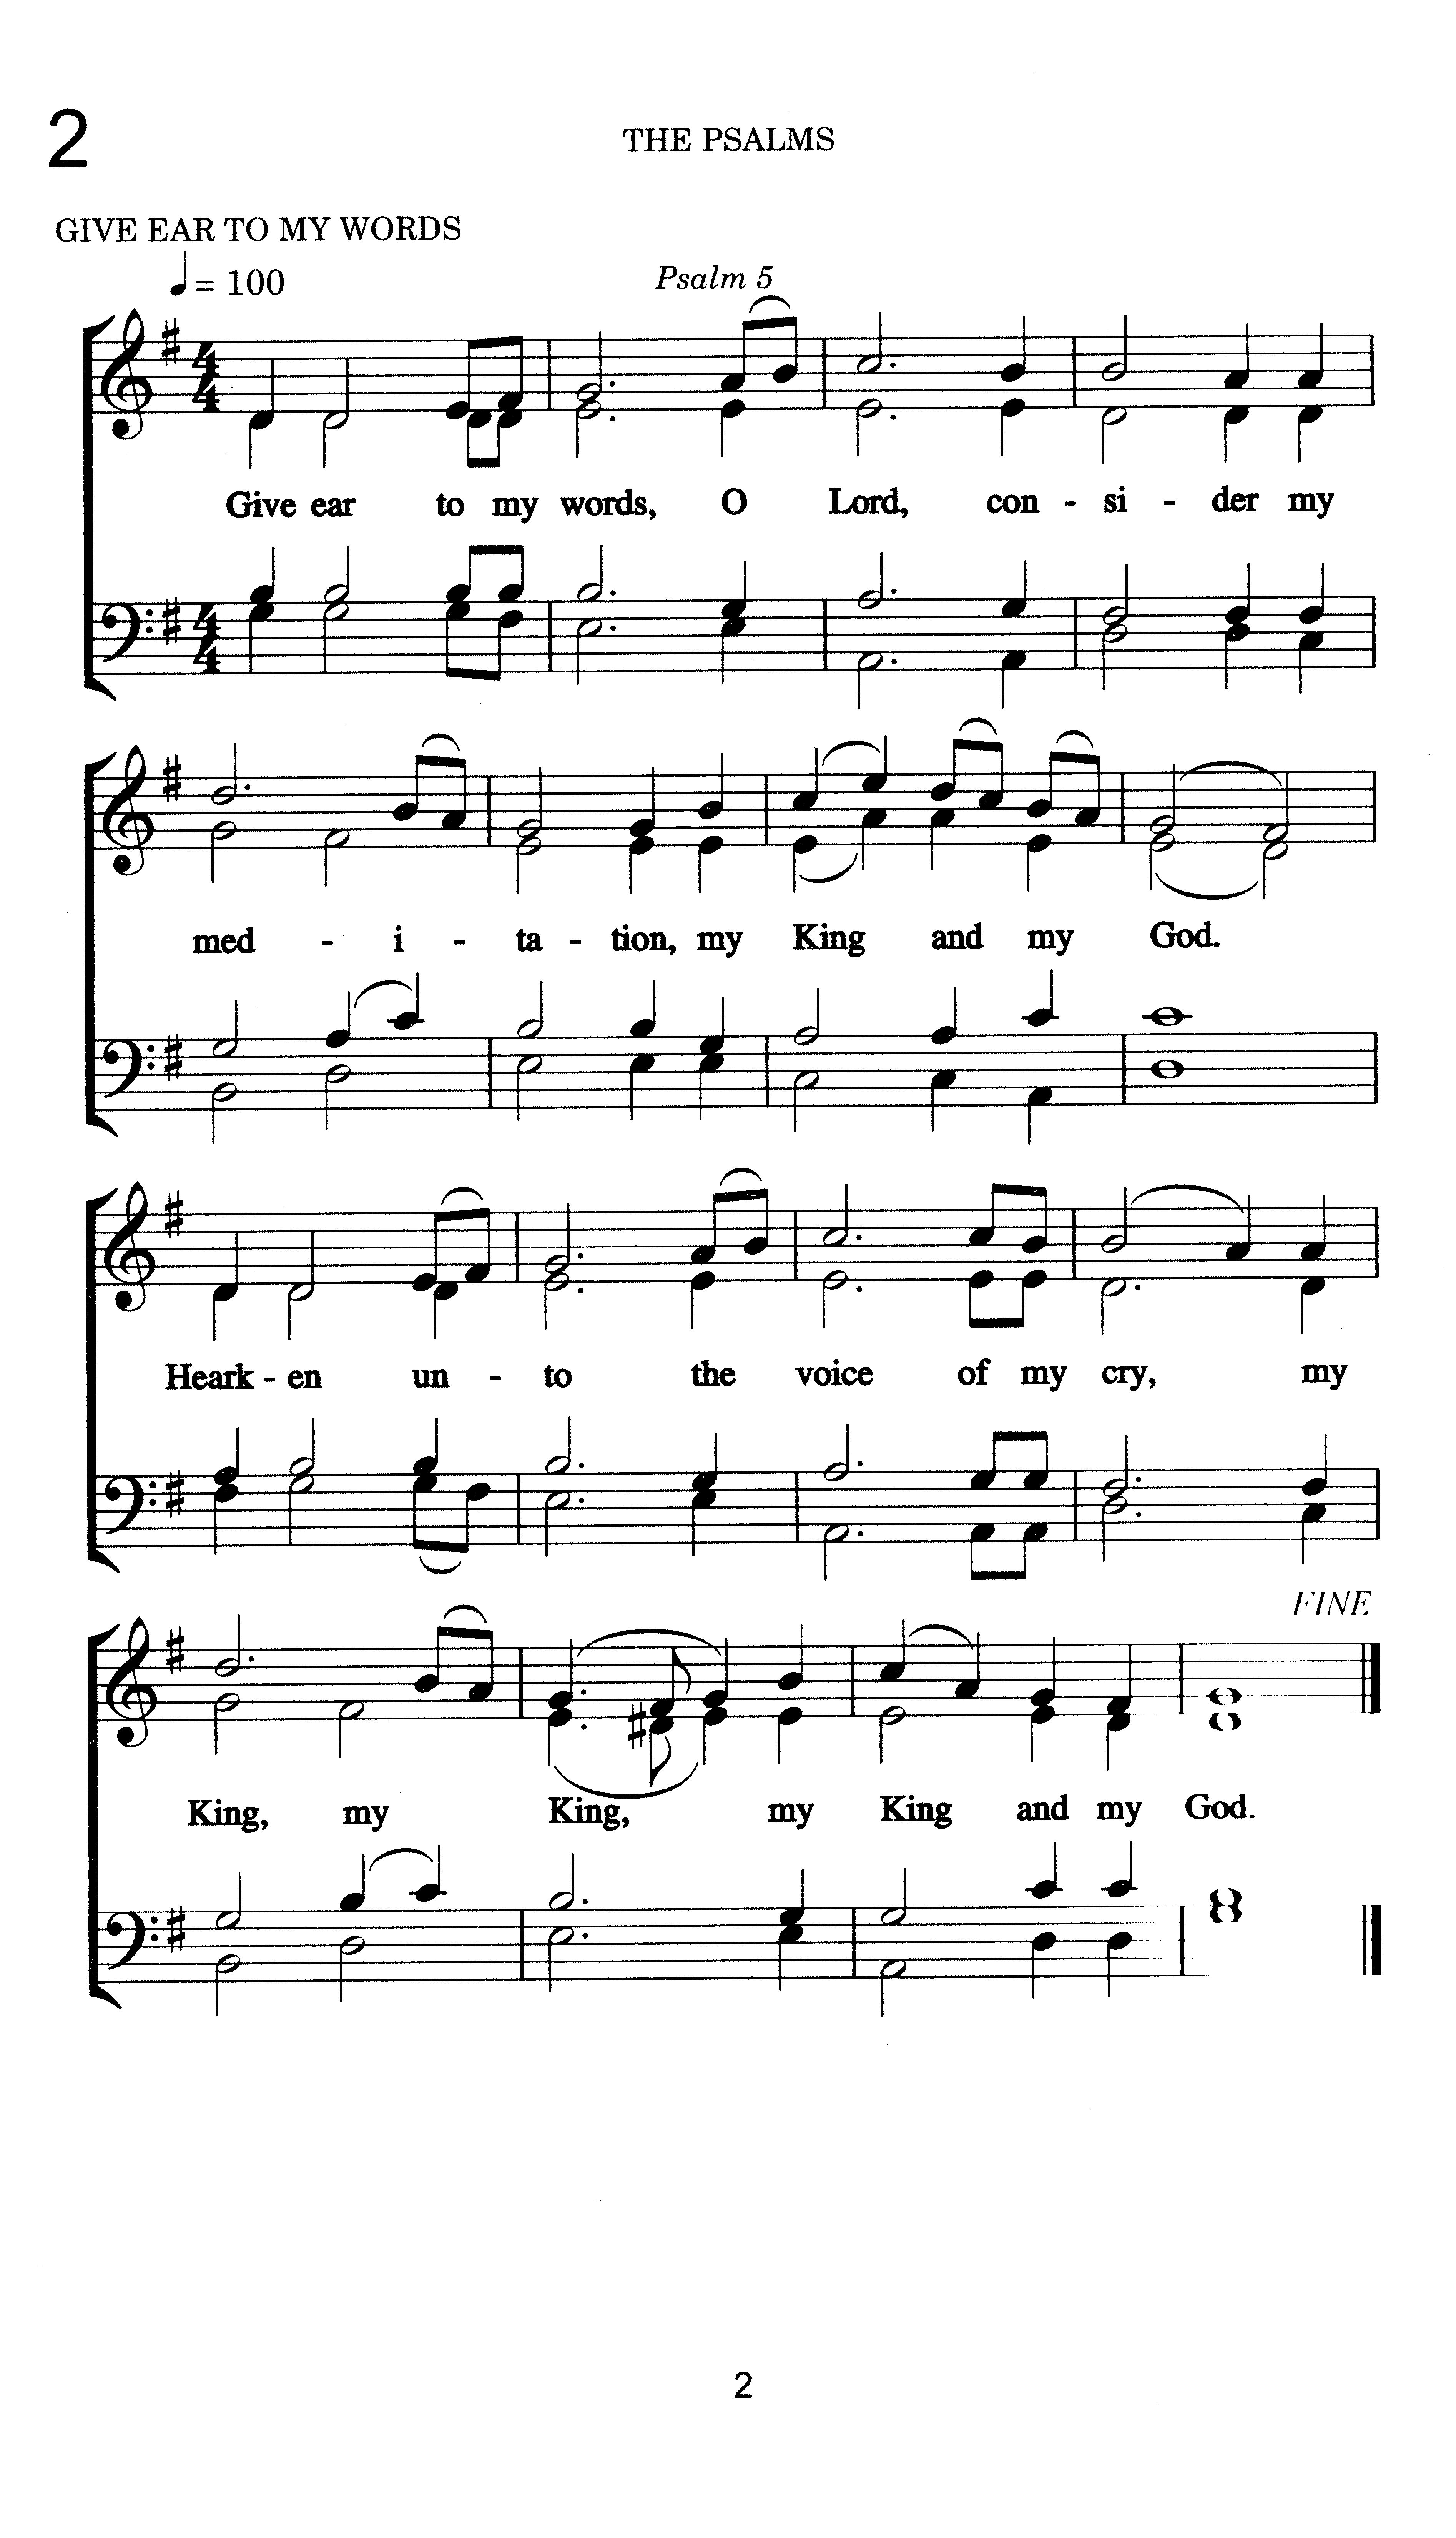 2
THE PSALMS
GIVE EAR TO MY WORDS
♩ = 100
Psalm 5
Give ear to my words, O Lord, con - si - der my
med - i - ta - tion, my King and my God.
Heark - en un - to the voice of my cry, my
FINE
King, my King, my King and my God.
2